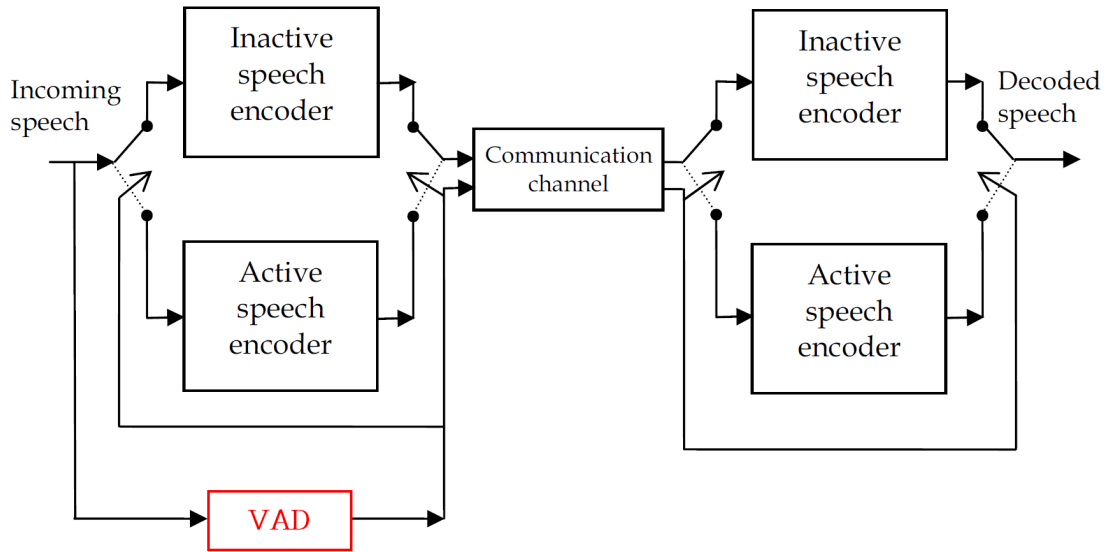 Incoming
speech
Inactive
speech
encoder
Active
speech
encoder
VAD
Communication
channel
Inactive
speech
encoder
Active
speech
encoder
Decoded
speech